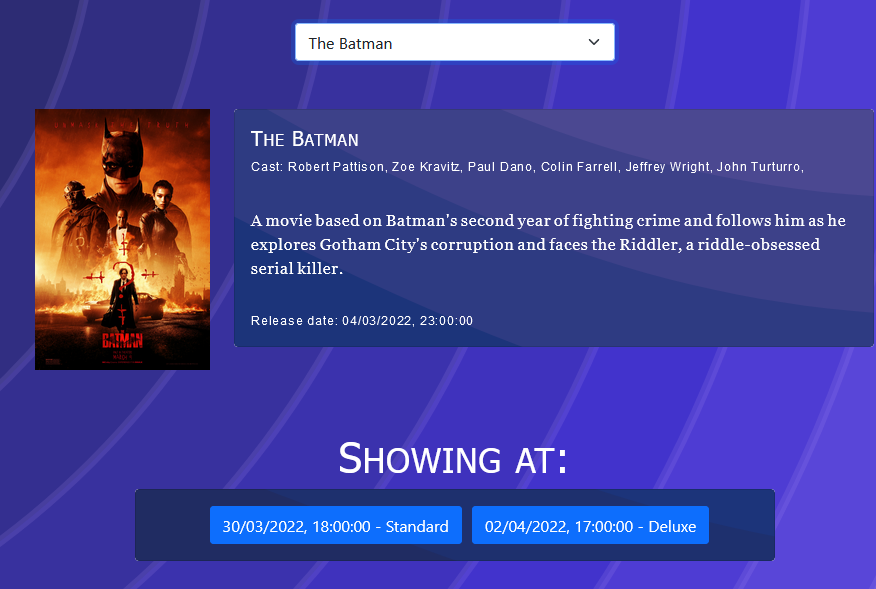 The Batman
UNMASK THE TRUTH
THE BATMAN
Cast: Robert Pattison, Zoe Kravitz, Paul Dano, Colin Farrell, Jeffrey Wright, John Turturro,
A movie based on Batman's second year of fighting crime and follows him as he
explores Gotham City's corruption and faces the Riddler, a riddle-obsessed
serial killer.
Release date: 04/03/2022, 23:00:00
THE
BATMAN
SHOWING AT:
30/03/2022, 18:00:00 - Standard
02/04/2022, 17:00:00 - Deluxe